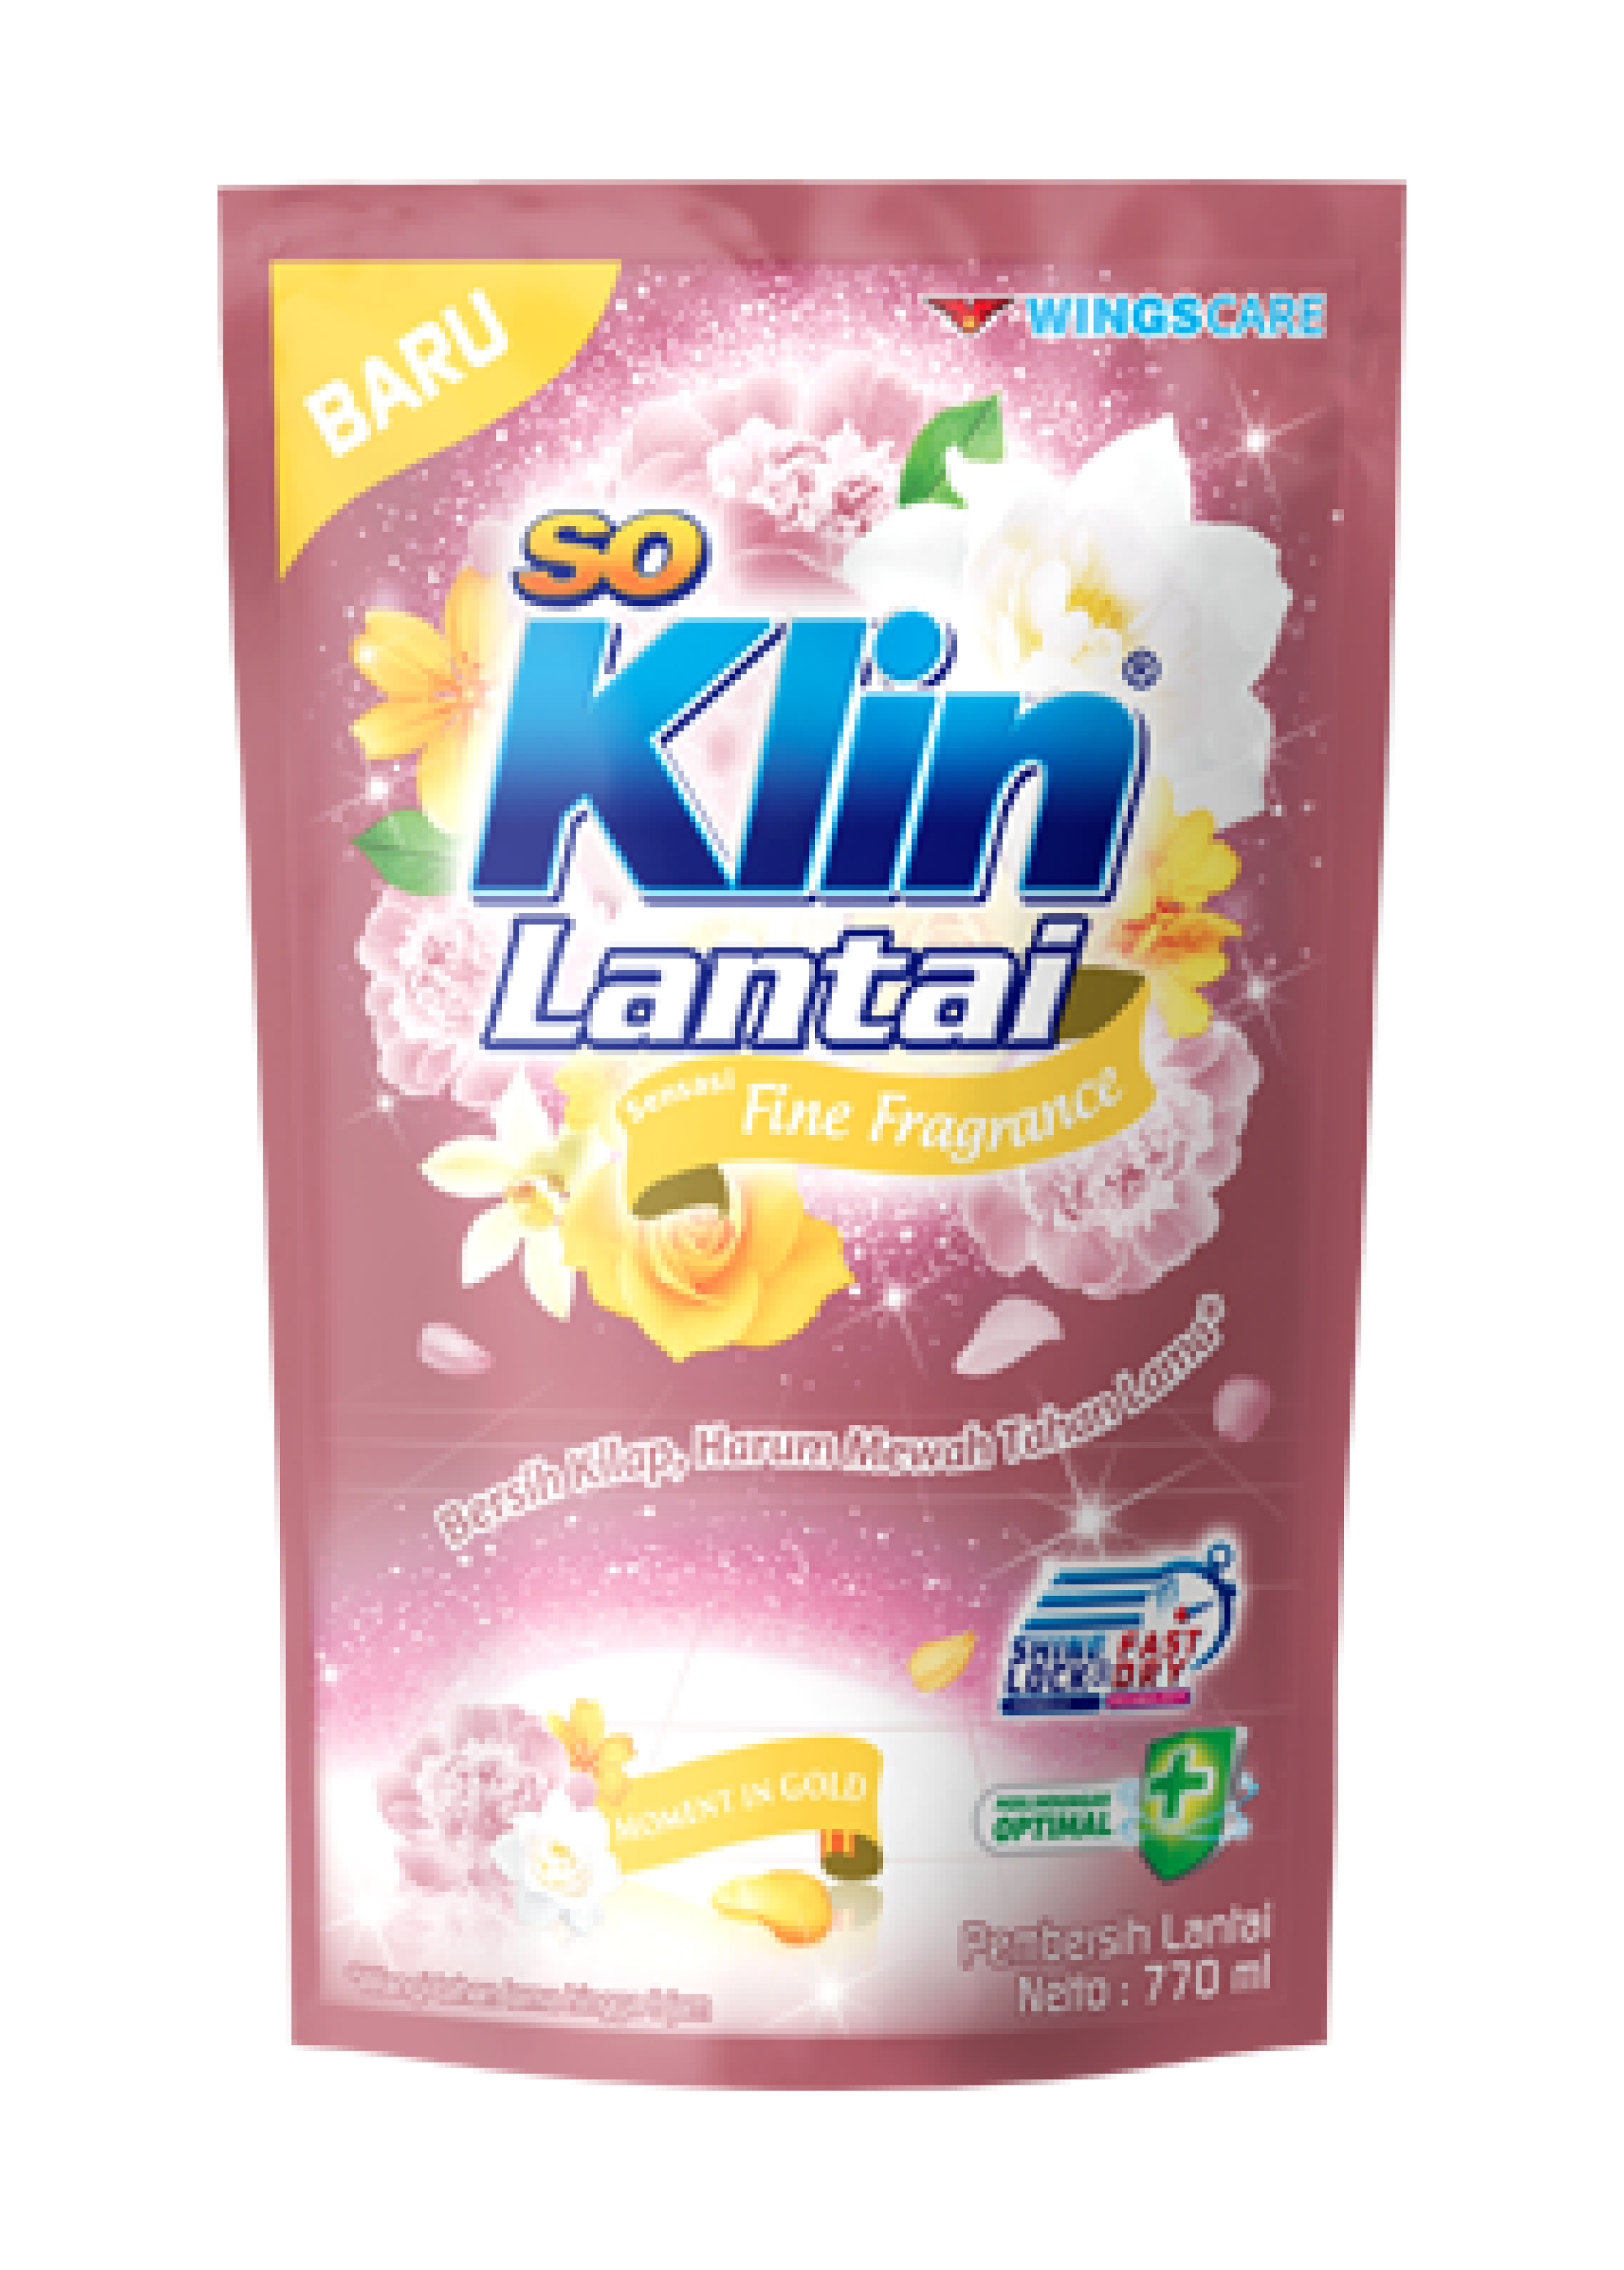 BARU
WINGSCARE
SO
Klin®
Lantai
Sensasi Fine Fragrance
Bersih Kilap, Harum Mewah Tahan Lama
SHINE FAST
LOCK & DRY
MOMENT IN GOLD
OPTIMAL
Pembersih Lantai
Netto : 770 ml